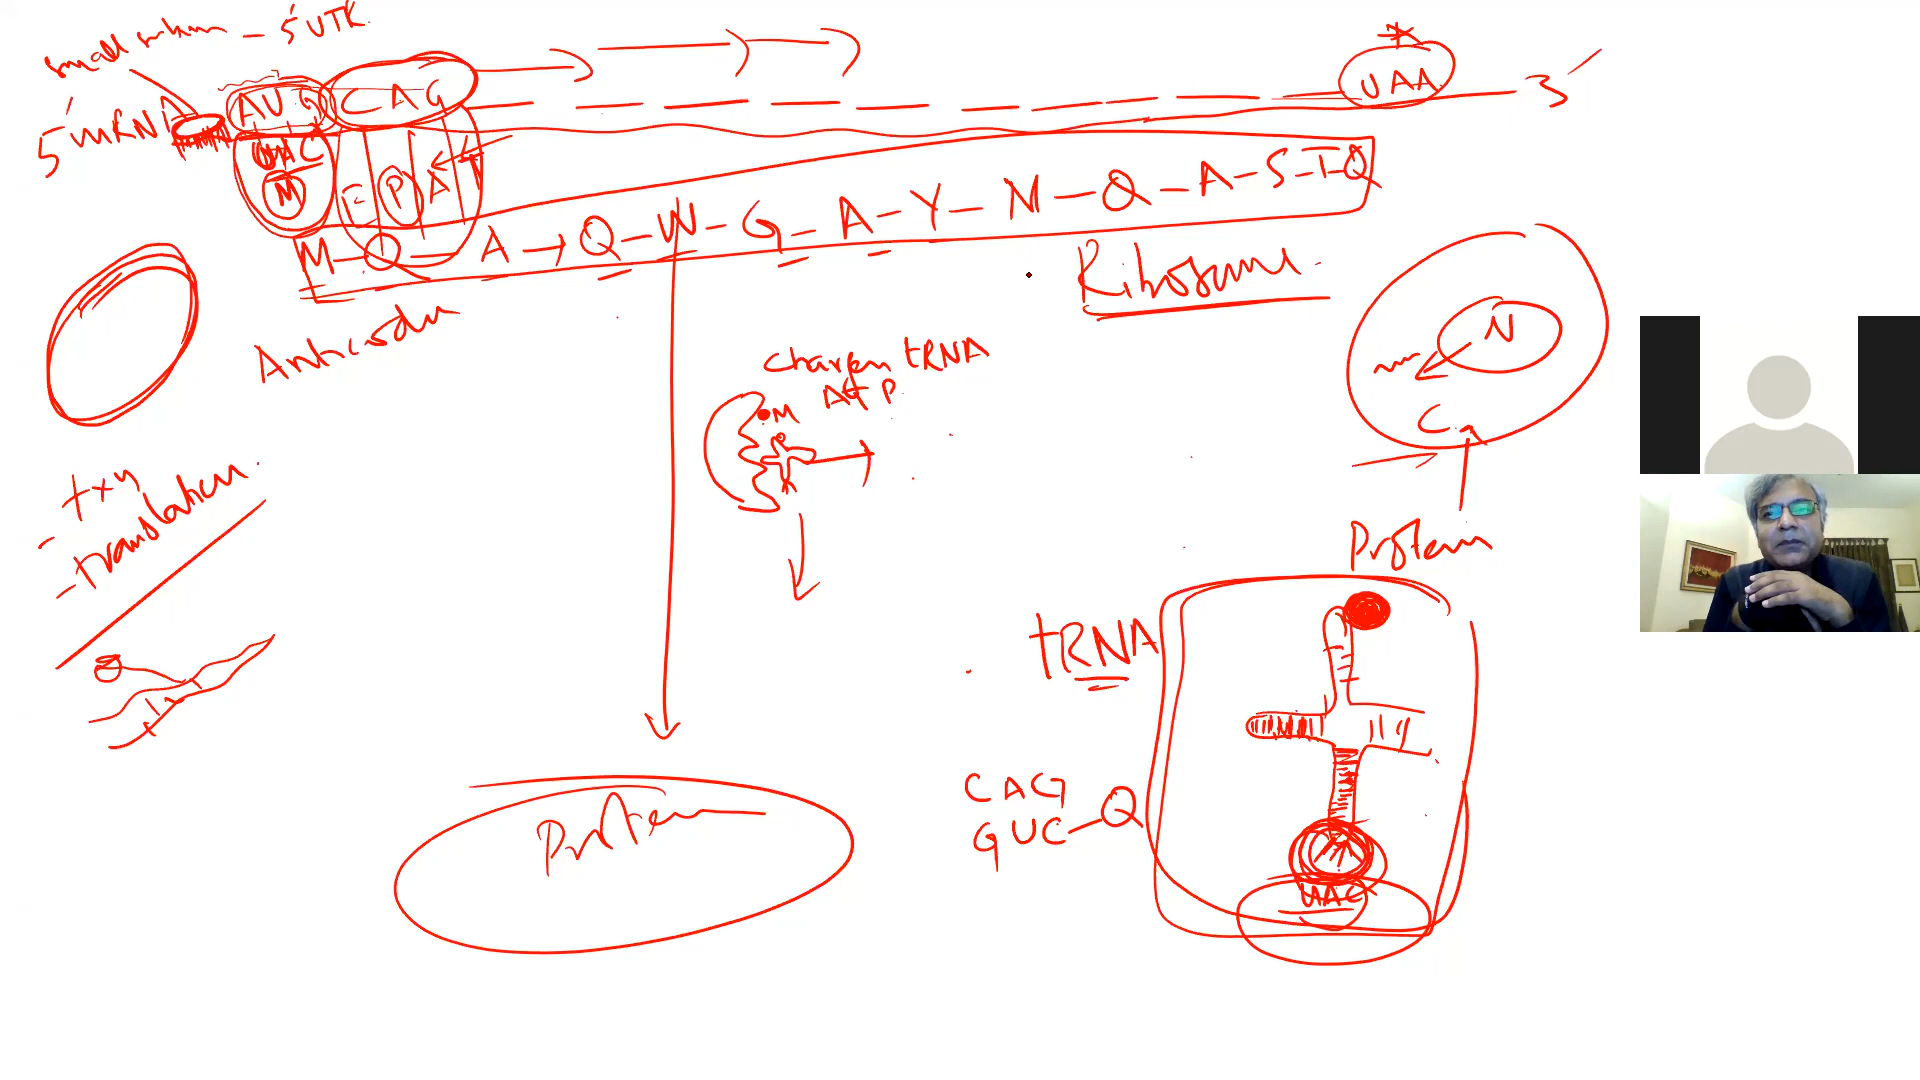 small subunit - 5' UTR
5' mRNA AUG CAG UAA 3'
UAC
M E P A
M - Q - A → Q - W - G - A - Y - M - Q - A - S - T - Q
Ribosome
Anticodon
N
C
Charged tRNA
M
txn
- translation
Protein
tRNA
CAG
GUC - Q
UAC
Protein